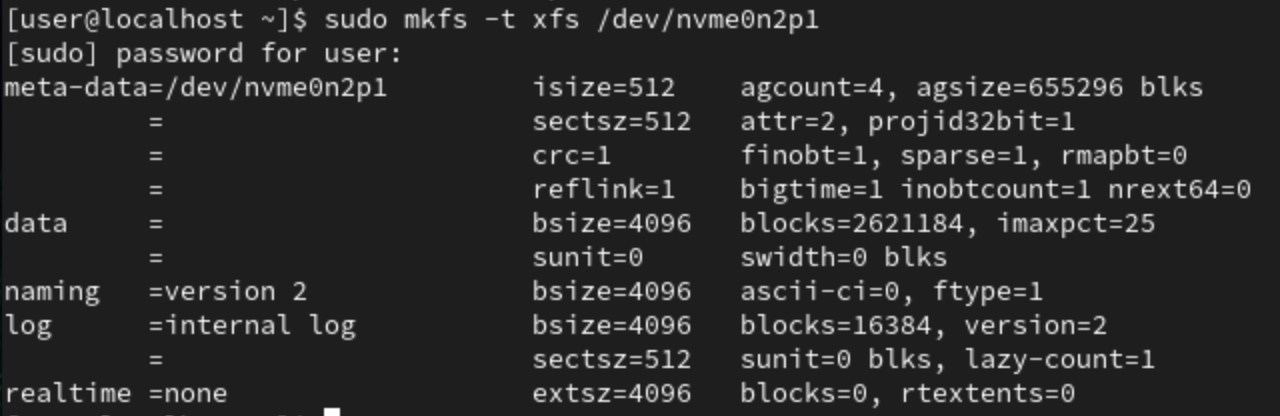 [user@localhost ~]$ sudo mkfs -t xfs /dev/nvme0n2p1
[sudo] password for user:
meta-data=/dev/nvme0n2p1         isize=512    agcount=4, agsize=655296 blks
         =                       sectsz=512   attr=2, projid32bit=1
         =                       crc=1        finobt=1, sparse=1, rmapbt=0
         =                       reflink=1    bigtime=1 inobtcount=1 nrext64=0
data     =                       bsize=4096   blocks=2621184, imaxpct=25
         =                       sunit=0      swidth=0 blks
naming   =version 2              bsize=4096   ascii-ci=0, ftype=1
log      =internal log           bsize=4096   blocks=16384, version=2
         =                       sectsz=512   sunit=0 blks, lazy-count=1
realtime =none                   extsz=4096   blocks=0, rtextents=0